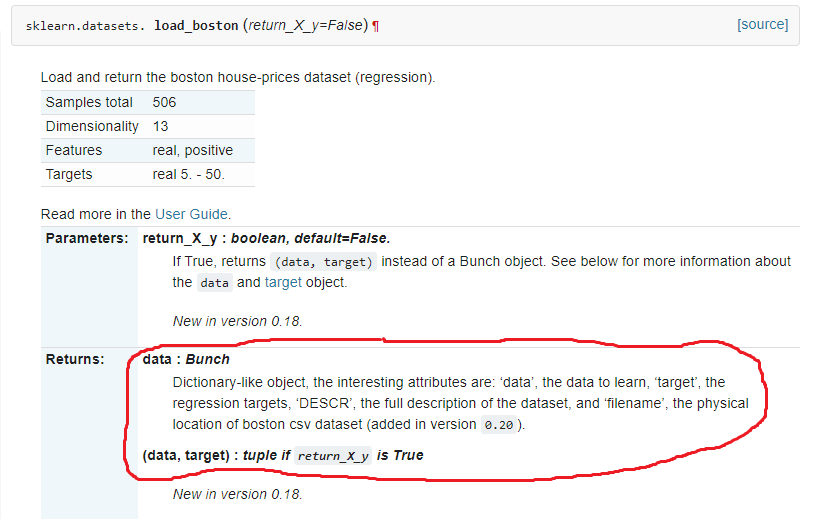 sklearn.datasets. load_boston (return_X_y=False) ¶ [source]
Load and return the boston house-prices dataset (regression).
Samples total 506
Dimensionality 13
Features real, positive
Targets real 5. - 50.
Read more in the User Guide.
Parameters: return_X_y : boolean, default=False.
If True, returns (data, target) instead of a Bunch object. See below for more information about
the data and target object.
New in version 0.18.
Returns: data : Bunch
Dictionary-like object, the interesting attributes are: ‘data’, the data to learn, ‘target’, the
regression targets, ‘DESCR’, the full description of the dataset, and ‘filename’, the physical
location of boston csv dataset (added in version 0.20 ).
(data, target) : tuple if return_X_y is True
New in version 0.18.